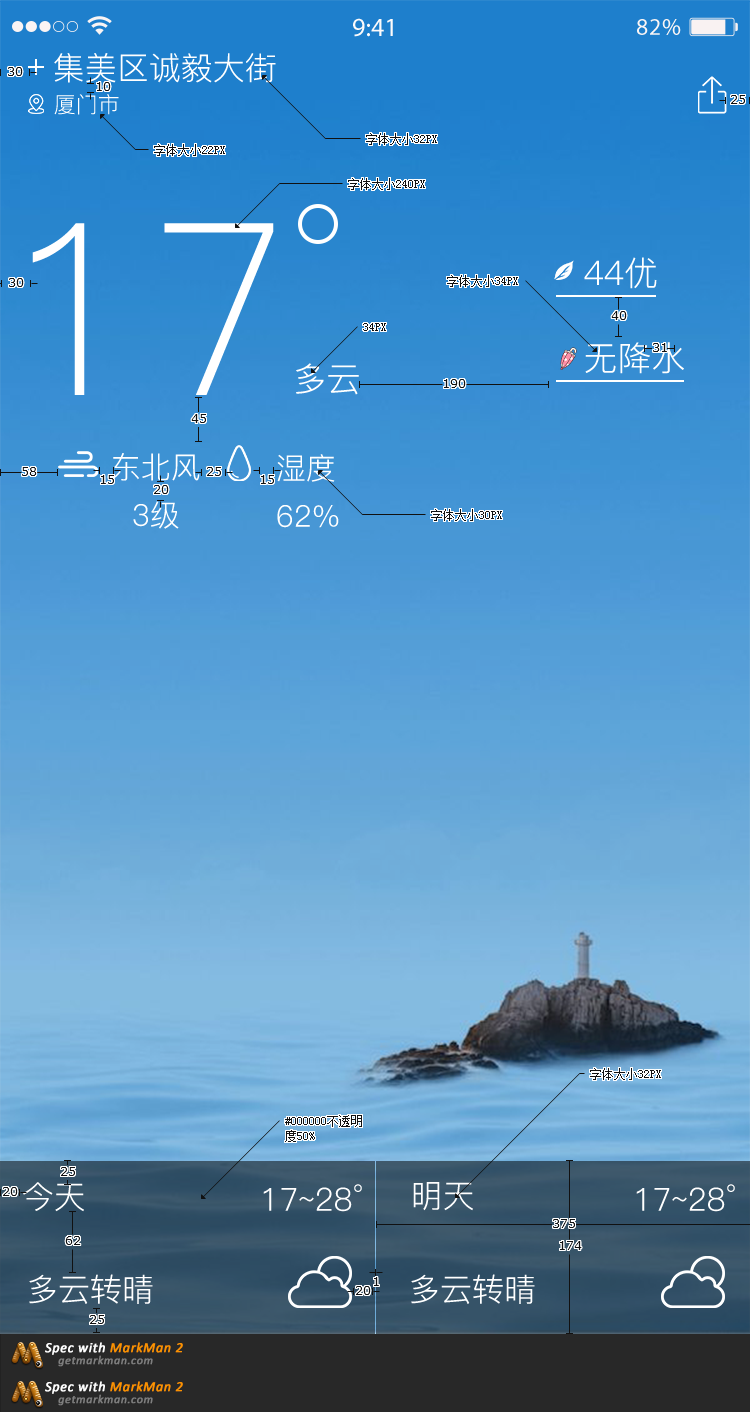 9:41
82%
30
+ 集美区诚毅大街
10
厦门市
25
字体大小32PX
字体大小22PX
字体大小240PX
17°
30
44优
字体大小34PX
40
34PX
无降水
31
多云
190
45
58
东北风
15
25
15
湿度
20
3级
62%
字体大小30PX
字体大小32PX
#000000不透明
度50%
25
20
今天
17~28°
明天
17~28°
375
62
174
多云转晴
20
1
多云转晴
25
Spec with MarkMan 2
getmarkman.com
Spec with MarkMan 2
getmarkman.com